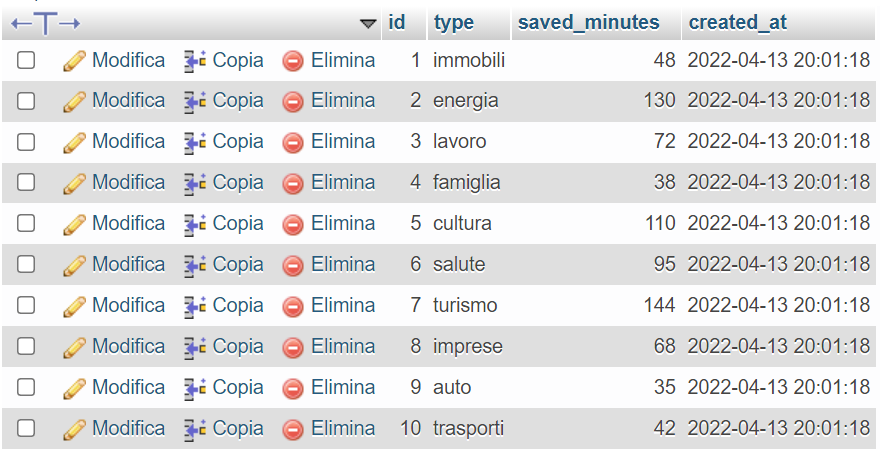 id type saved_minutes created_at
Modifica Copia Elimina 1 immobili 48 2022-04-13 20:01:18
Modifica Copia Elimina 2 energia 130 2022-04-13 20:01:18
Modifica Copia Elimina 3 lavoro 72 2022-04-13 20:01:18
Modifica Copia Elimina 4 famiglia 38 2022-04-13 20:01:18
Modifica Copia Elimina 5 cultura 110 2022-04-13 20:01:18
Modifica Copia Elimina 6 salute 95 2022-04-13 20:01:18
Modifica Copia Elimina 7 turismo 144 2022-04-13 20:01:18
Modifica Copia Elimina 8 imprese 68 2022-04-13 20:01:18
Modifica Copia Elimina 9 auto 35 2022-04-13 20:01:18
Modifica Copia Elimina 10 trasporti 42 2022-04-13 20:01:18